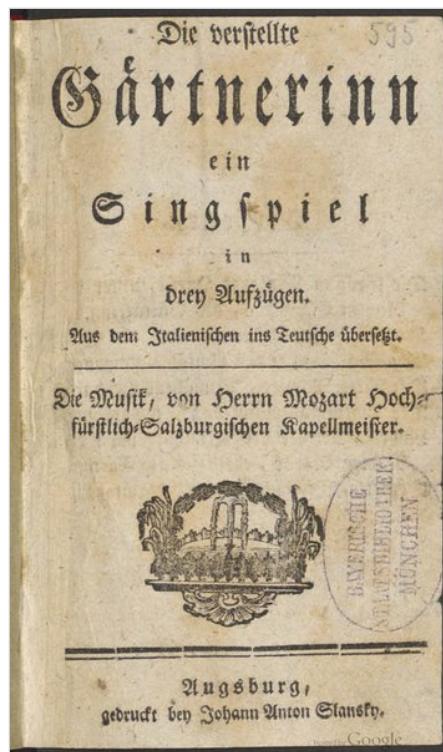 Die verstellte
595
Gärtnerinn
ein
Singspiel
in
drey Aufzügen.
Aus dem Italienischen ins Teutsche übersetzt.
Die Musik, von Herrn Mozart Hoch=
fürstlich=Salzburgischen Kapellmeister.
BAYERISCHE
STAATSBIBLIOTHEK
MÜNCHEN
Augsburg,
gedruckt bey Johann Anton Slansky.
Google